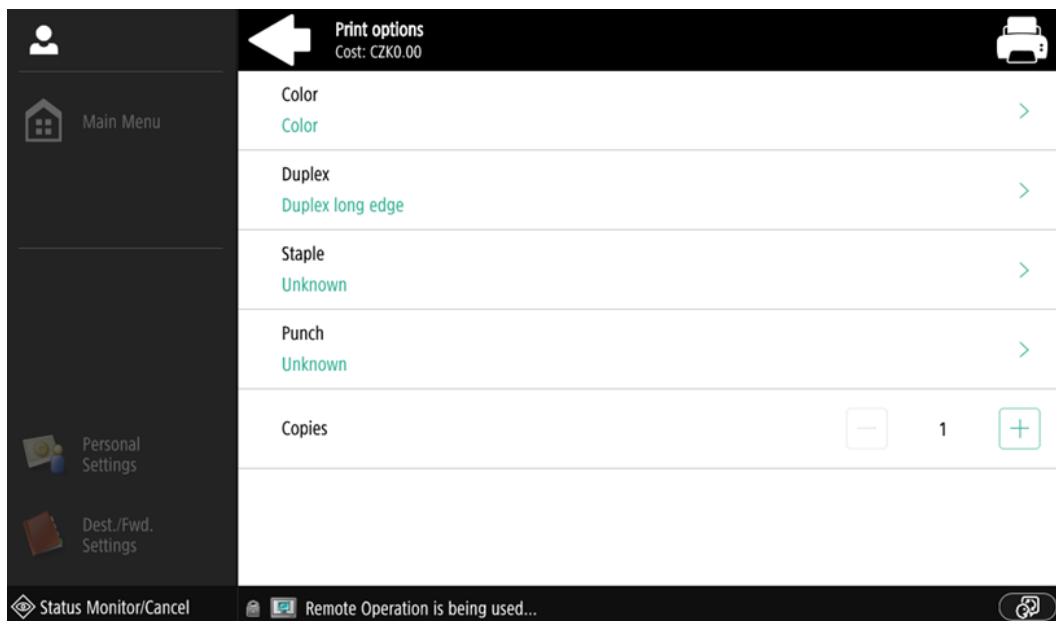 Print options
Cost: CZK0.00
Main Menu
Color
Color
Duplex
Duplex long edge
Staple
Unknown
Punch
Unknown
Copies
1
Personal
Settings
Dest./Fwd.
Settings
Status Monitor/Cancel
Remote Operation is being used...